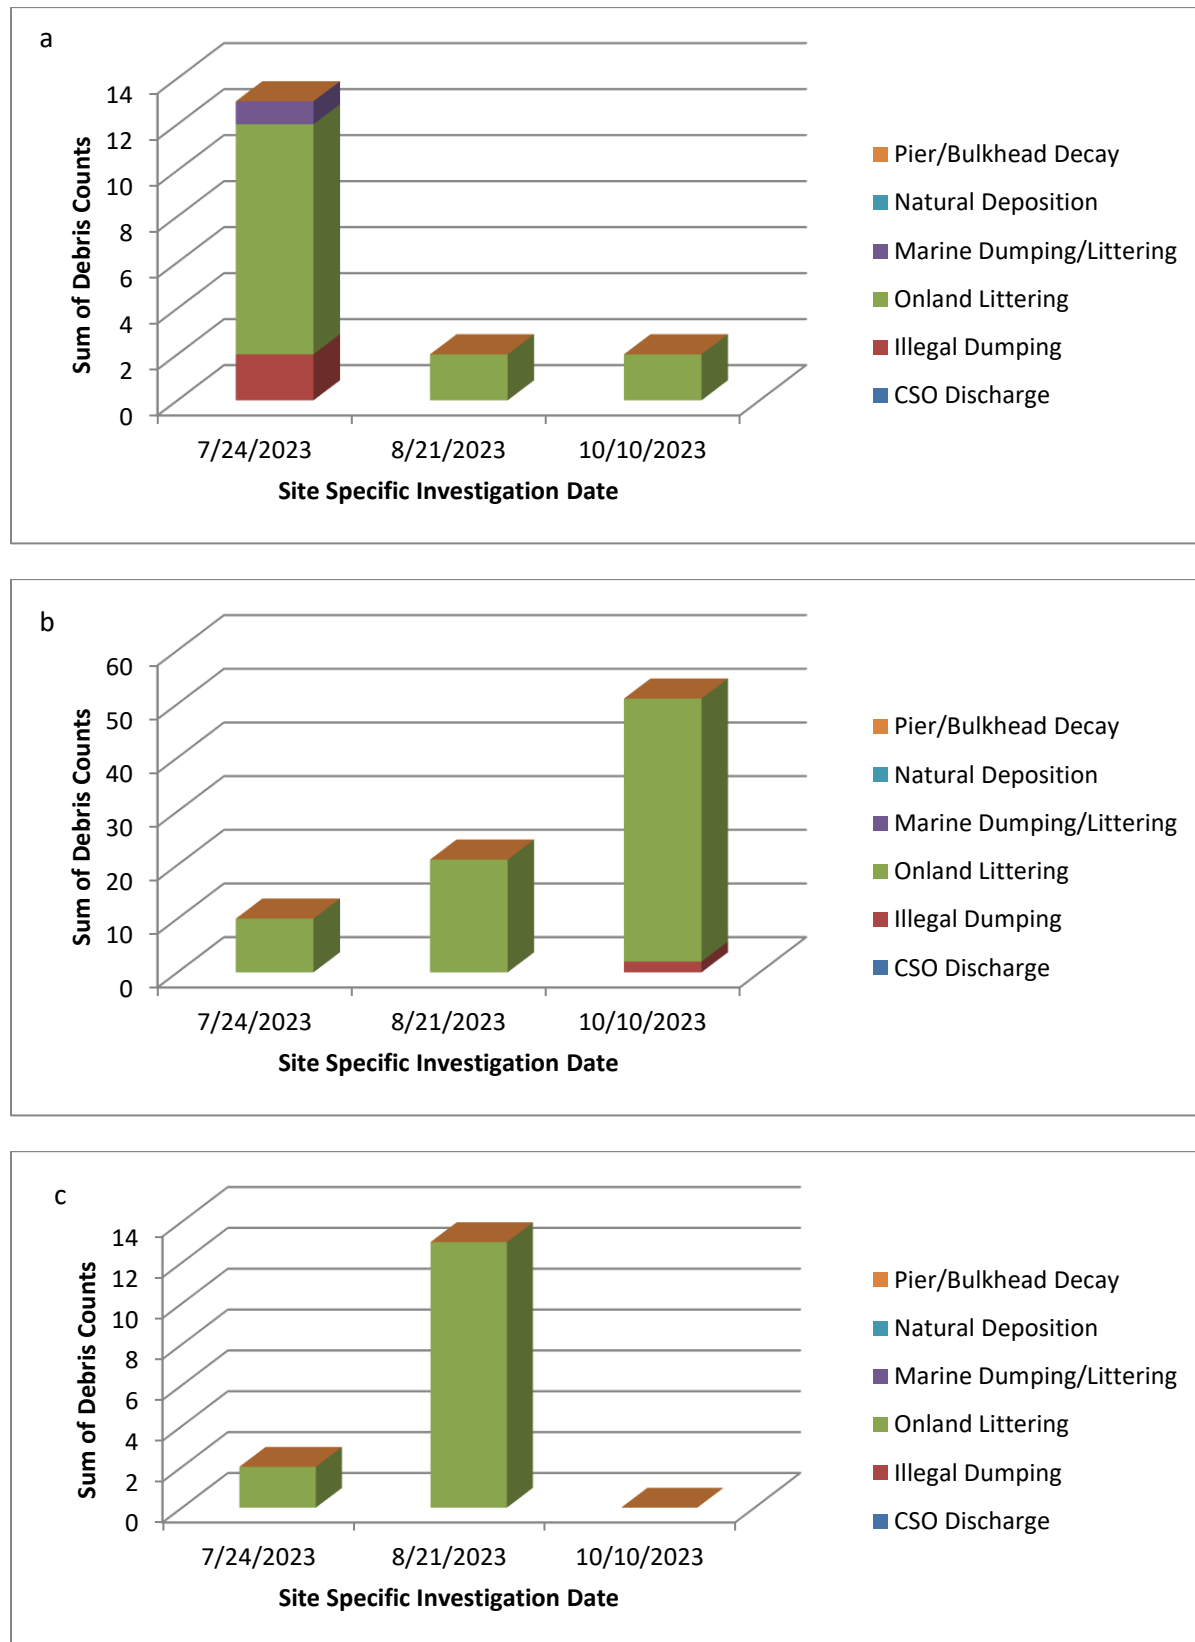 a
Sum of Debris Counts
14
12
10
8
6
4
2
0
7/24/2023 8/21/2023 10/10/2023
Site Specific Investigation Date
Pier/Bulkhead Decay
Natural Deposition
Marine Dumping/Littering
Onland Littering
Illegal Dumping
CSO Discharge
b
Sum of Debris Counts
60
50
40
30
20
10
0
7/24/2023 8/21/2023 10/10/2023
Site Specific Investigation Date
Pier/Bulkhead Decay
Natural Deposition
Marine Dumping/Littering
Onland Littering
Illegal Dumping
CSO Discharge
c
Sum of Debris Counts
14
12
10
8
6
4
2
0
7/24/2023 8/21/2023 10/10/2023
Site Specific Investigation Date
Pier/Bulkhead Decay
Natural Deposition
Marine Dumping/Littering
Onland Littering
Illegal Dumping
CSO Discharge